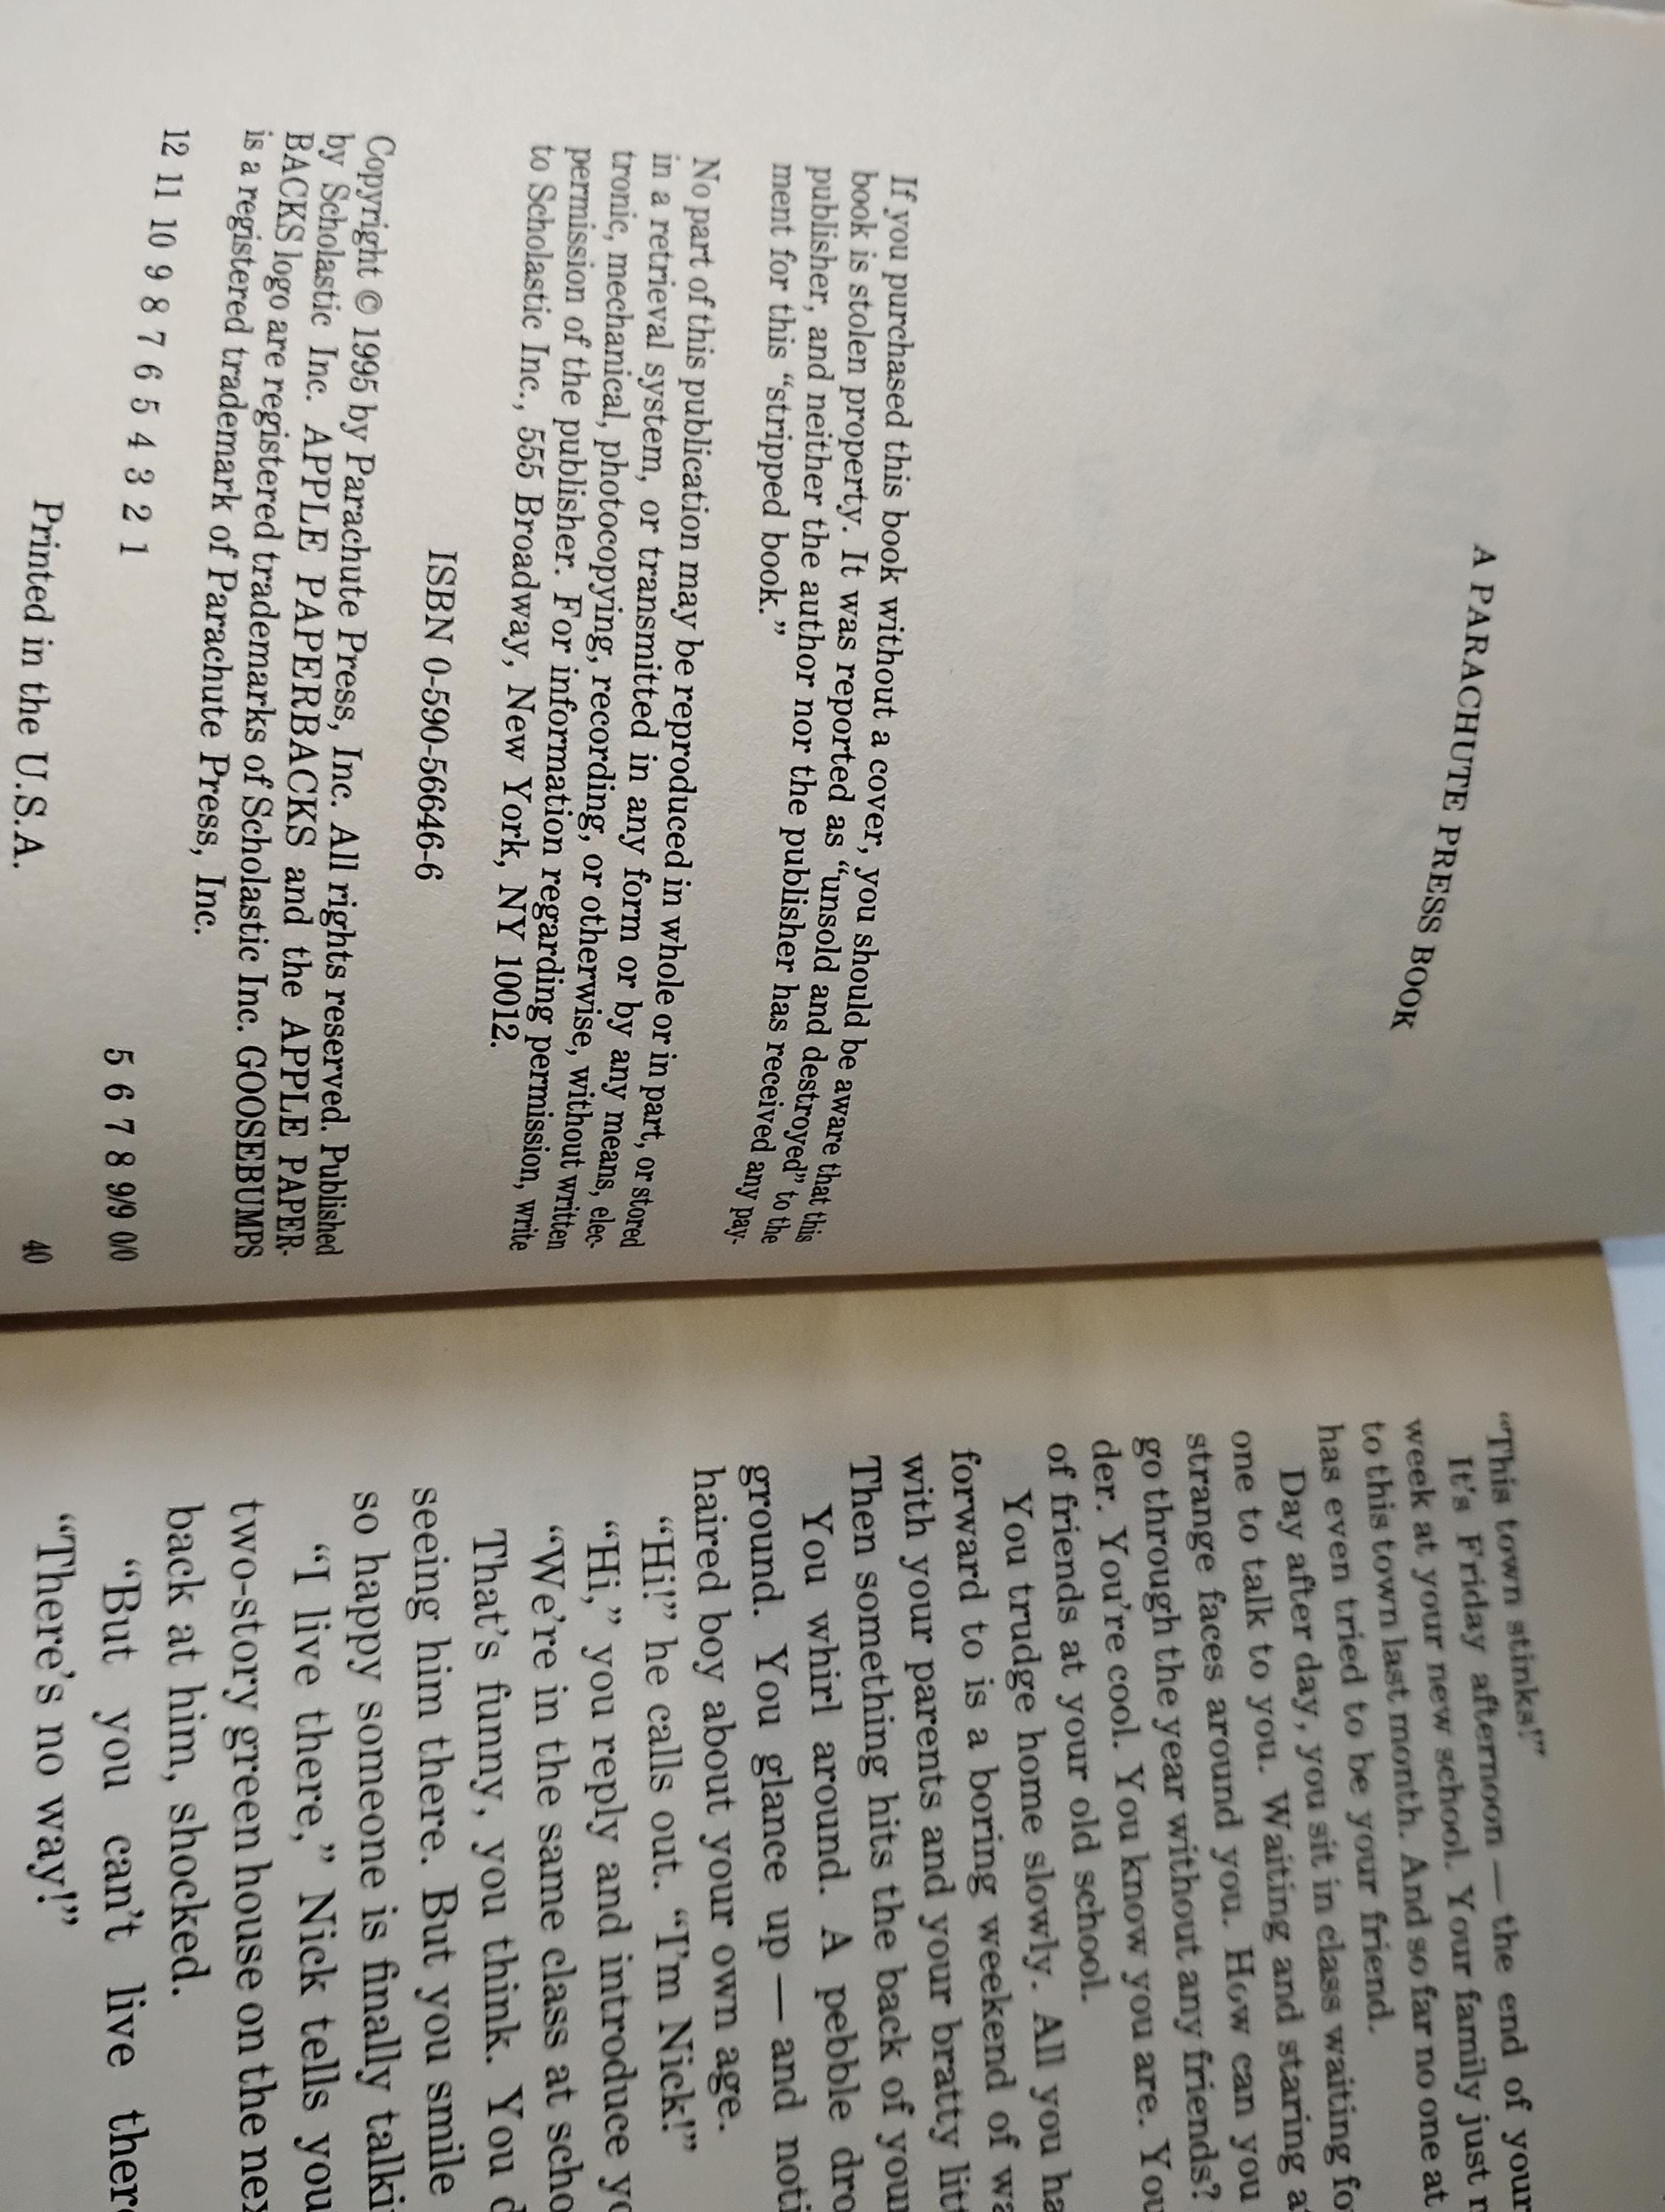 A PARACHUTE PRESS BOOK
If you purchased this book without a cover, you should be aware that this
book is stolen property. It was reported as “unsold and destroyed” to the
publisher, and neither the author nor the publisher has received any pay-
ment for this “stripped book.”
No part of this publication may be reproduced in whole or in part, or stored
in a retrieval system, or transmitted in any form or by any means, elec-
tronic, mechanical, photocopying, recording, or otherwise, without written
permission of the publisher. For information regarding permission, write
to Scholastic Inc., 555 Broadway, New York, NY 10012.
ISBN 0-590-56646-6
Copyright © 1995 by Parachute Press, Inc. All rights reserved. Published
by Scholastic Inc. APPLE PAPERBACKS and the APPLE PAPER-
BACKS logo are registered trademarks of Scholastic Inc. GOOSEBUMPS
is a registered trademark of Parachute Press, Inc.
12 11 10 9 8 7 6 5 4 3 2 1 5 6 7 8 9/9 0/0
Printed in the U.S.A. 40
“This town stinks!”
It's Friday afternoon — the end of your
week at your new school. Your family just
to this town last month. And so far no one at
has even tried to be your friend.
Day after day, you sit in class waiting
one to talk to you. Waiting and staring
strange faces around you. How can you
go through the year without any friends?
der. You're cool. You know you are.
of friends at your old school.
You trudge home slowly. All you
forward to is a boring weekend of
with your parents and your bratty
Then something hits the back of
You whirl around. A pebble
ground. You glance up — and
haired boy about your own age.
“Hi!” he calls out. “I'm Nick!”
“Hi,” you reply and introduce
“We're in the same class at
That's funny, you think. You
seeing him there. But you smile
so happy someone is finally
“I live there,” Nick tells you
two-story green house on the
back at him, shocked.
“But you can't live
“There's no way!”